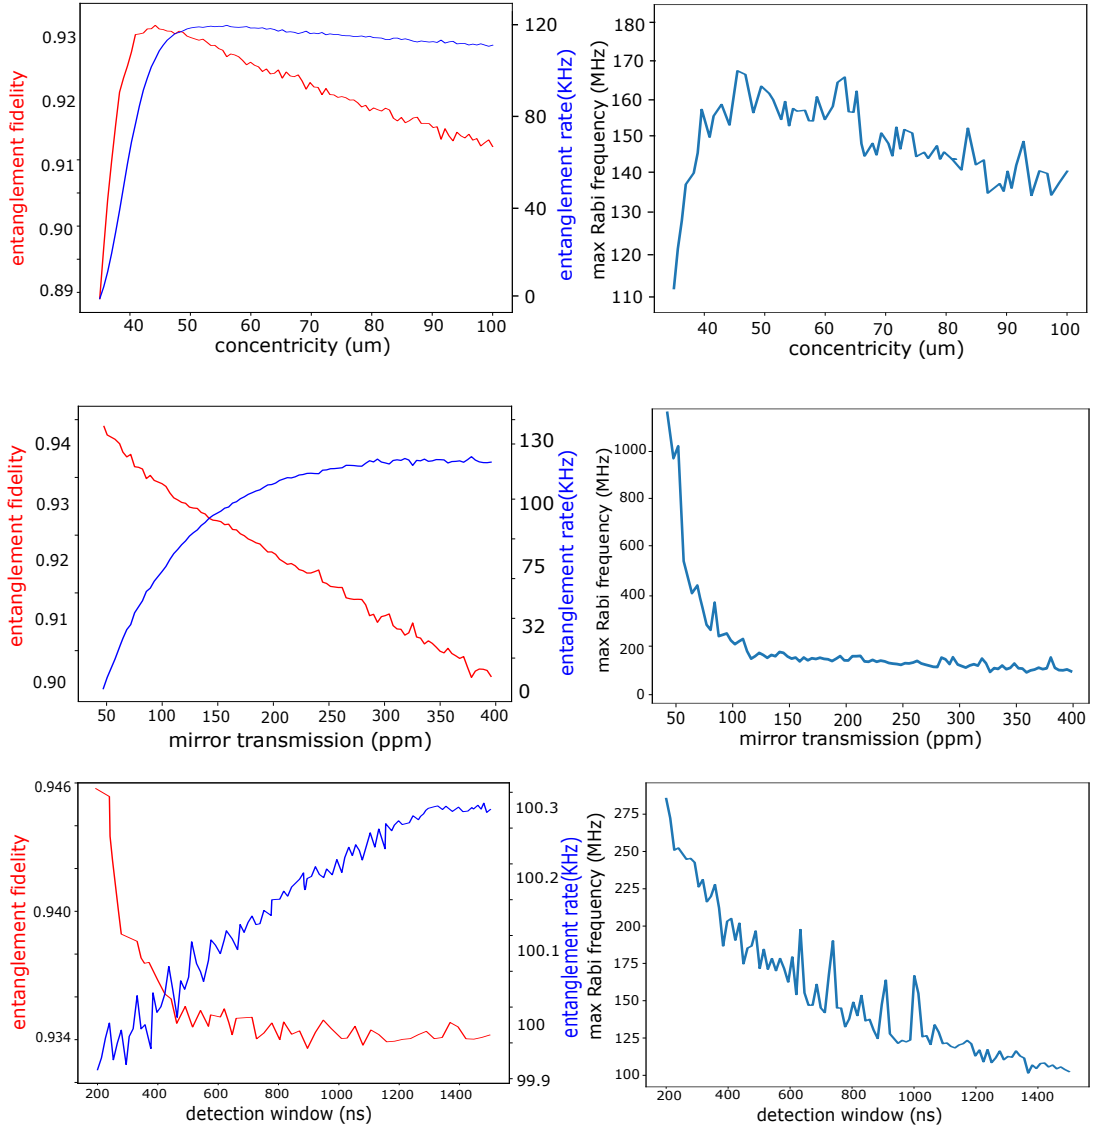 entanglement fidelity
0.93
0.92
0.91
0.90
0.89
120
80
40
0
entanglement rate(KHz)
40 50 60 70 80 90 100
concentricity (um)
max Rabi frequency (MHz)
180
170
160
150
140
130
120
110
40 50 60 70 80 90 100
concentricity (um)
entanglement fidelity
0.94
0.93
0.92
0.91
0.90
130
100
75
32
0
entanglement rate(KHz)
50 100 150 200 250 300 350 400
mirror transmission (ppm)
max Rabi frequency (MHz)
1000
800
600
400
200
0
50 100 150 200 250 300 350 400
mirror transmission (ppm)
entanglement fidelity
0.946
0.940
0.934
100.3
100.2
100.1
100
99.9
entanglement rate(KHz)
200 400 600 800 1000 1200 1400
detection window (ns)
max Rabi frequency (MHz)
275
250
225
200
175
150
125
100
200 400 600 800 1000 1200 1400
detection window (ns)